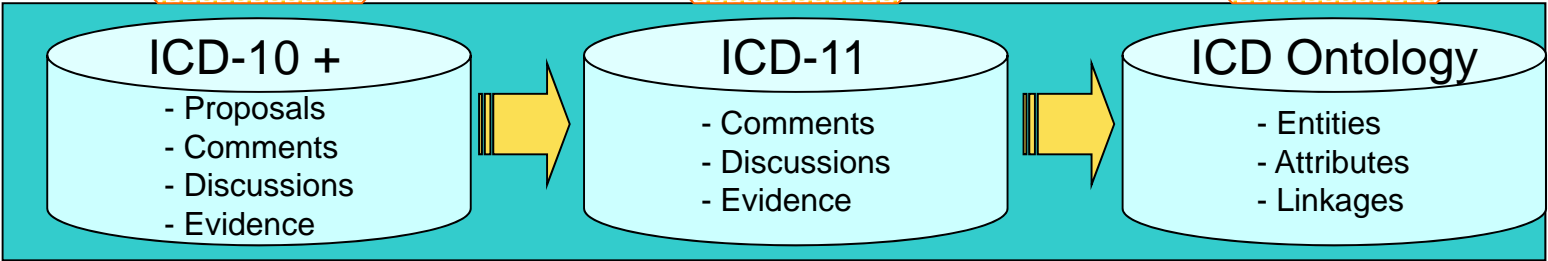 ICD-10 +
- Proposals
- Comments
- Discussions
- Evidence
ICD-11
- Comments
- Discussions
- Evidence
ICD Ontology
- Entities
- Attributes
- Linkages